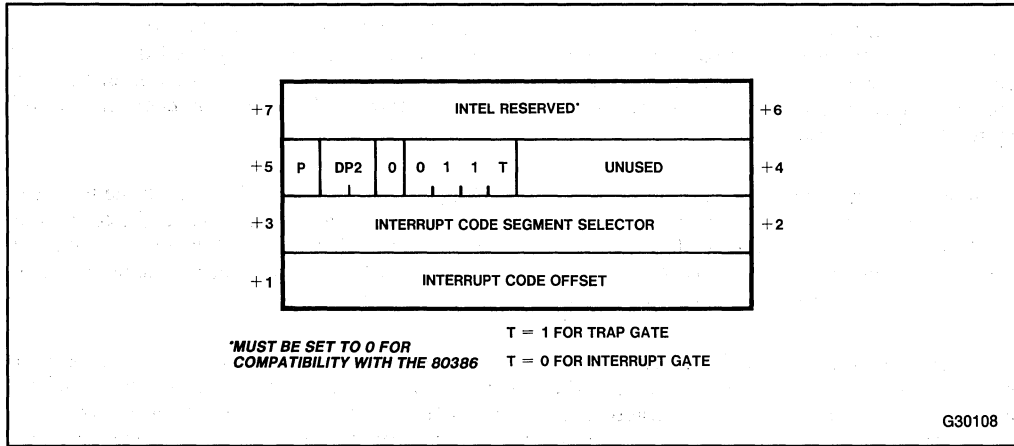 +7 INTEL RESERVED* +6
+5 P DP2 0 0 1 1 T UNUSED +4
+3 INTERRUPT CODE SEGMENT SELECTOR +2
+1 INTERRUPT CODE OFFSET
*MUST BE SET TO 0 FOR
COMPATIBILITY WITH THE 80386
T = 1 FOR TRAP GATE
T = 0 FOR INTERRUPT GATE
G30108